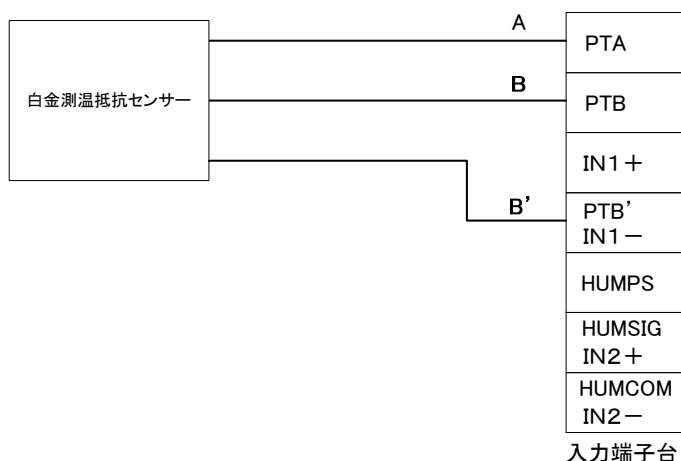 A
PTA
白金測温抵抗センサー
B
PTB
IN1＋
B'
PTB’
IN1－
HUMPS
HUMSIG
IN2＋
HUMCOM
IN2－
入力端子台